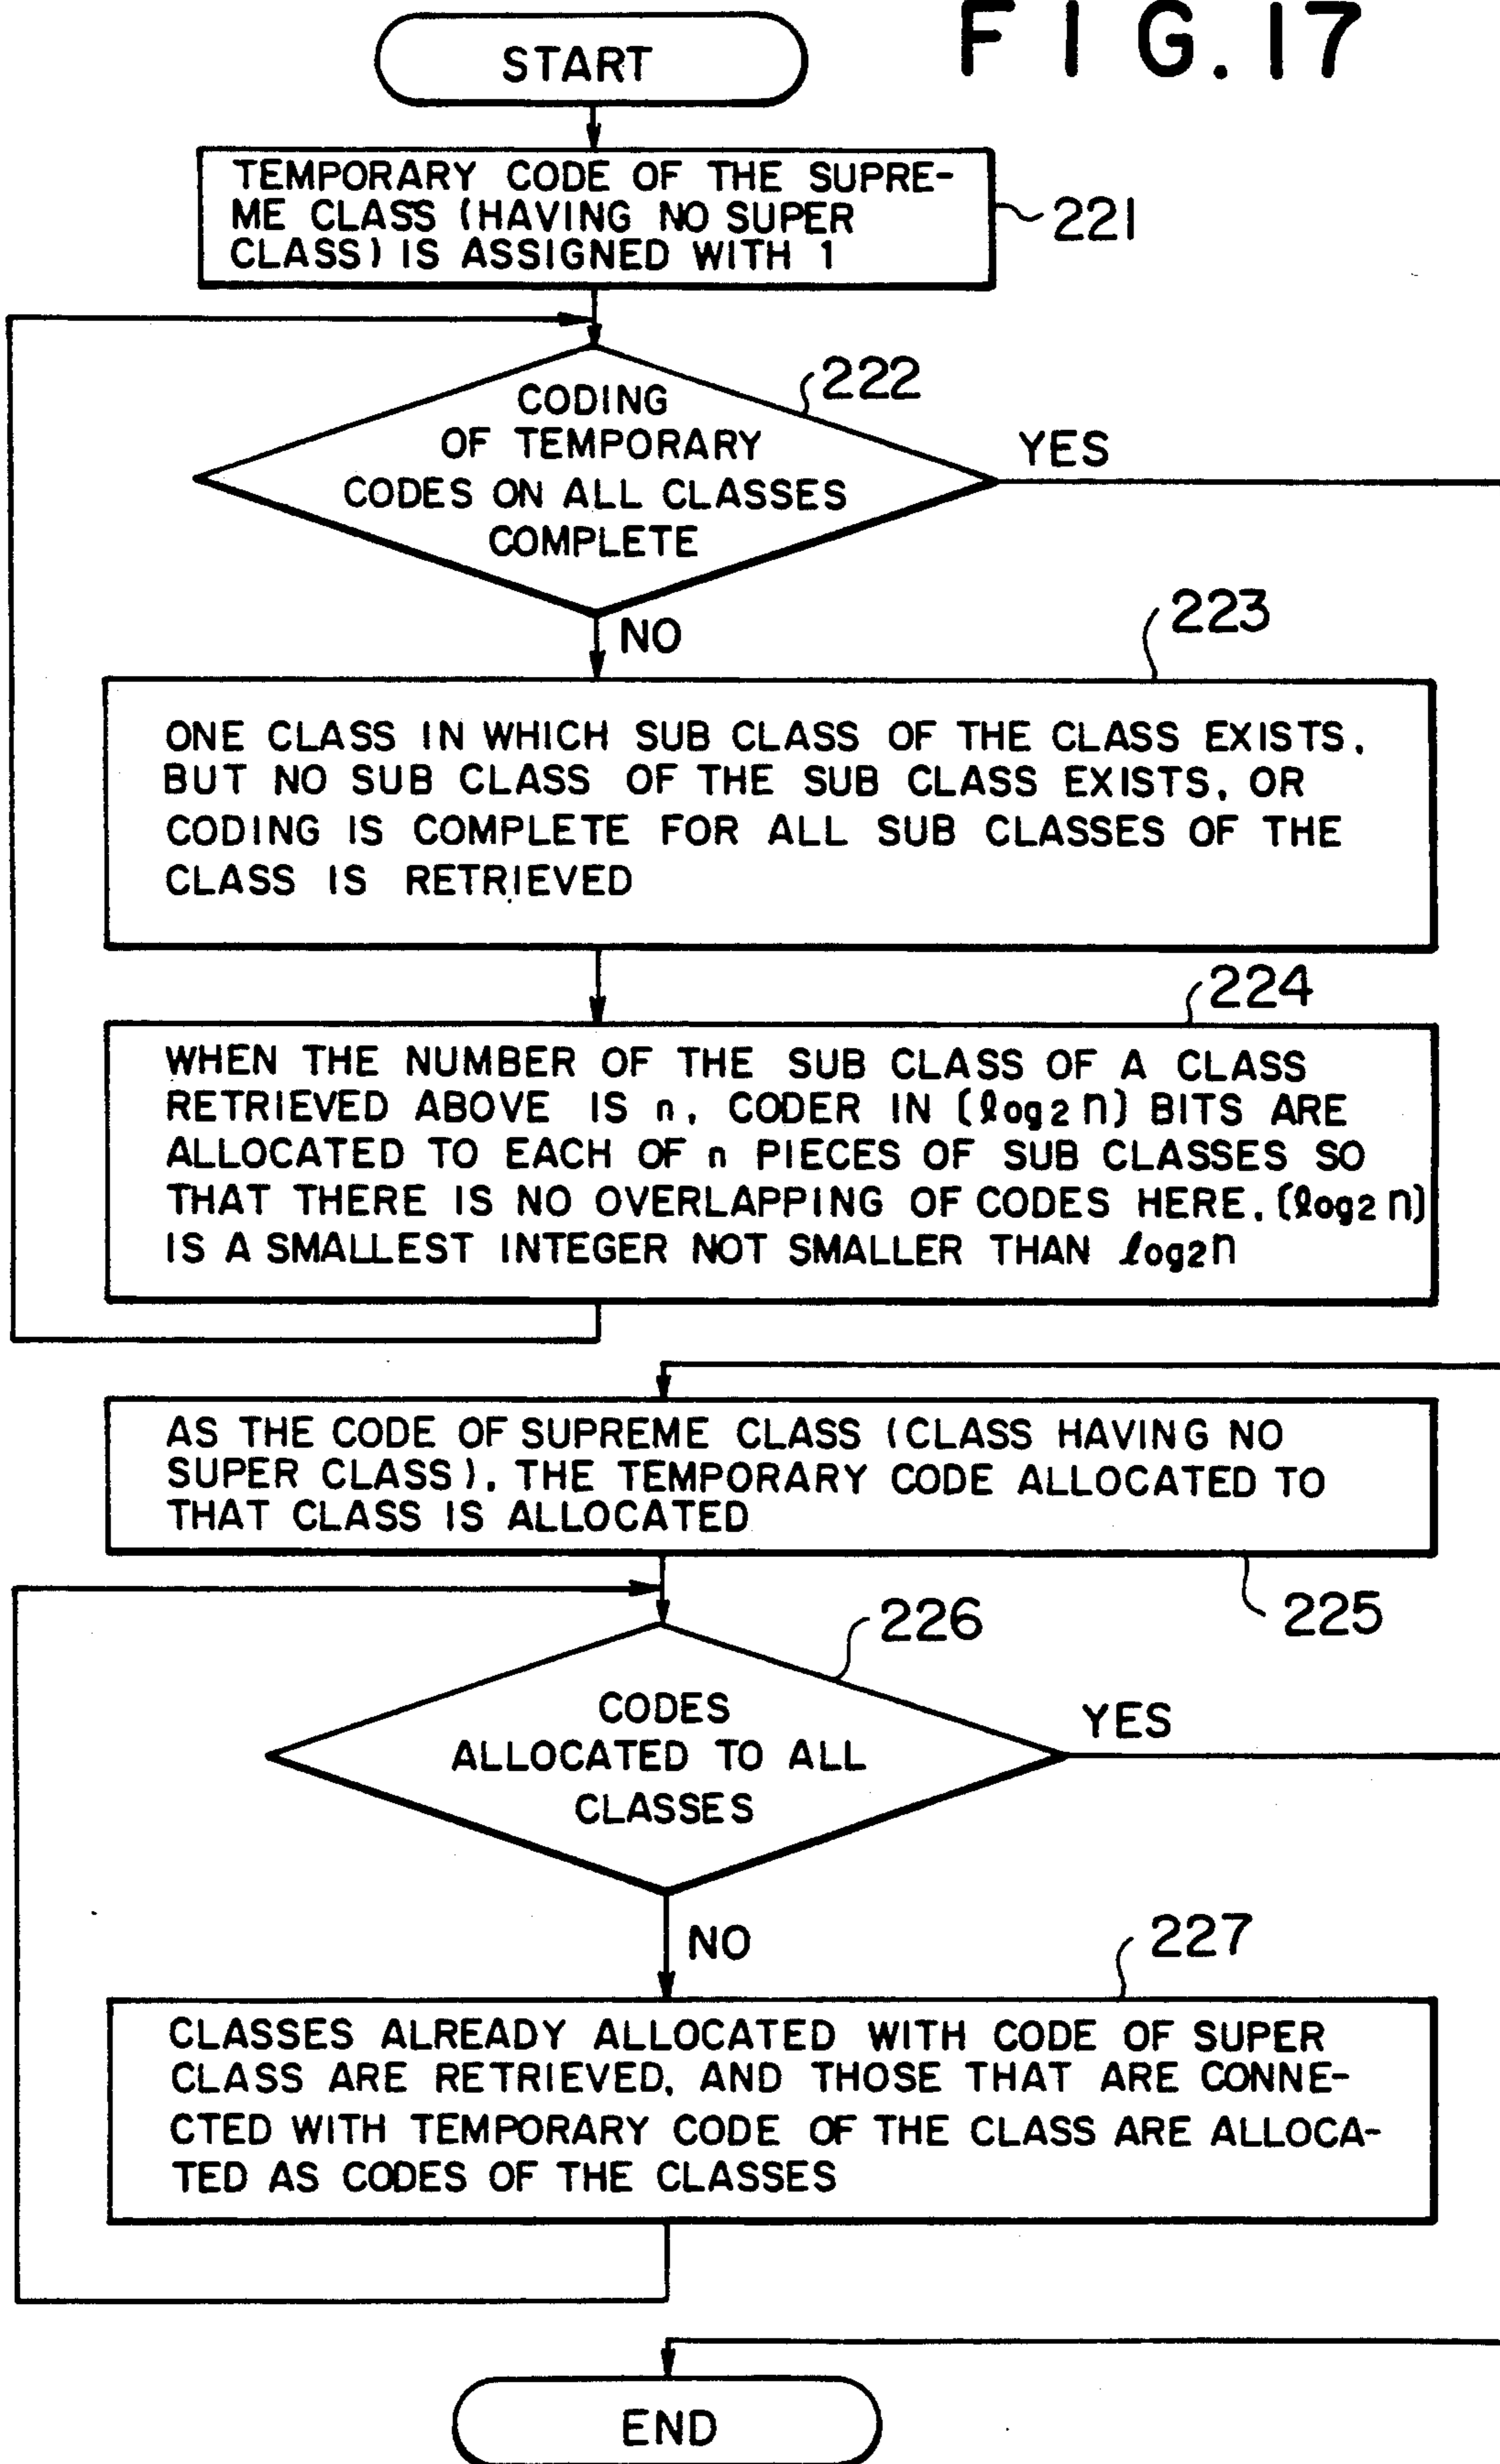 FIG.17
START
TEMPORARY CODE OF THE SUPRE-
ME CLASS (HAVING NO SUPER
CLASS) IS ASSIGNED WITH 1
221
222
CODING
OF TEMPORARY
CODES ON ALL CLASSES
COMPLETE
YES
NO
223
ONE CLASS IN WHICH SUB CLASS OF THE CLASS EXISTS,
BUT NO SUB CLASS OF THE SUB CLASS EXISTS, OR
CODING IS COMPLETE FOR ALL SUB CLASSES OF THE
CLASS IS RETRIEVED
224
WHEN THE NUMBER OF THE SUB CLASS OF A CLASS
RETRIEVED ABOVE IS n, CODER IN (log2 n) BITS ARE
ALLOCATED TO EACH OF n PIECES OF SUB CLASSES SO
THAT THERE IS NO OVERLAPPING OF CODES HERE. (log2 n)
IS A SMALLEST INTEGER NOT SMALLER THAN log2n
AS THE CODE OF SUPREME CLASS (CLASS HAVING NO
SUPER CLASS), THE TEMPORARY CODE ALLOCATED TO
THAT CLASS IS ALLOCATED
225
226
CODES
ALLOCATED TO ALL
CLASSES
YES
NO
227
CLASSES ALREADY ALLOCATED WITH CODE OF SUPER
CLASS ARE RETRIEVED, AND THOSE THAT ARE CONNE-
CTED WITH TEMPORARY CODE OF THE CLASS ARE ALLOCA-
TED AS CODES OF THE CLASSES
END